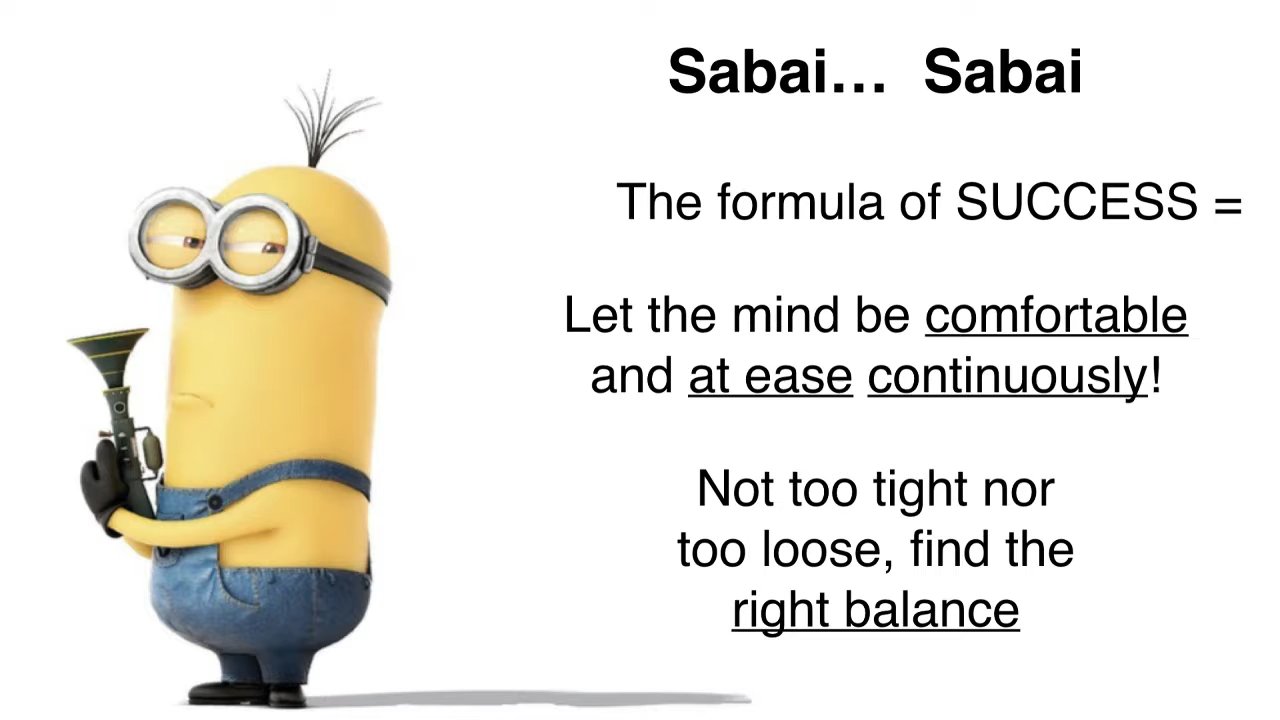 Sabai… Sabai
The formula of SUCCESS =
Let the mind be comfortable
and at ease continuously!
Not too tight nor
too loose, find the
right balance